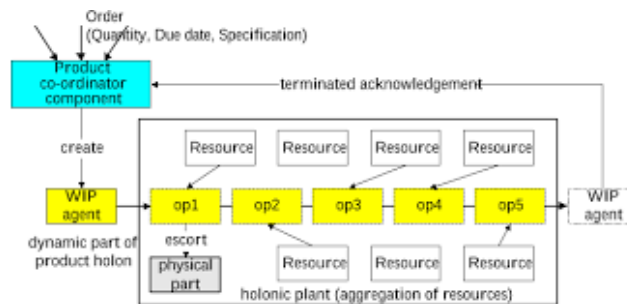 Order
(Quantity, Due date, Specification)
Product
co-ordinator
component
terminated acknowledgement
create
Resource
Resource
Resource
Resource
WIP
agent
op1
op2
op3
op4
op5
WIP
agent
dynamic part of
product holon
escort
physical
part
Resource
Resource
Resource
holonic plant (aggregation of resources)